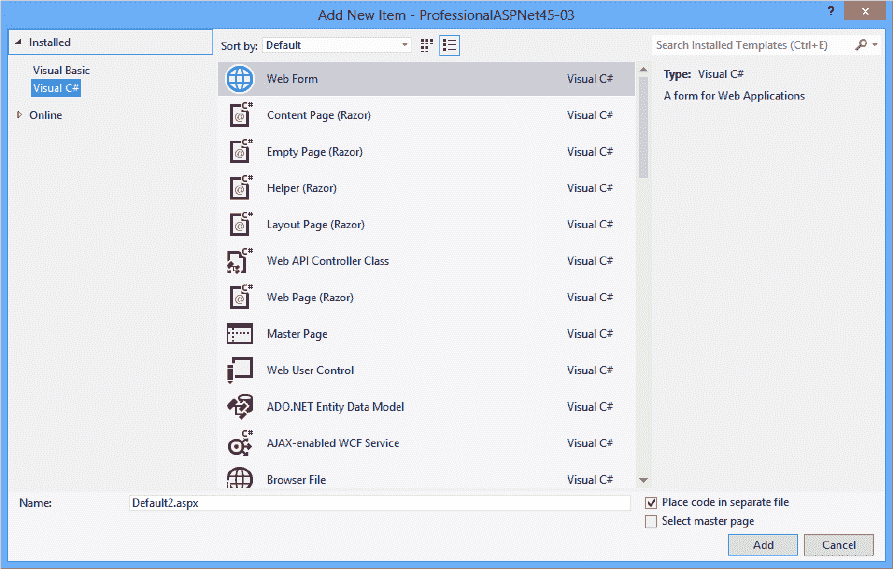 Add New Item - ProfessionalASPNet45-03
? x
Installed
Sort by: Default
Search Installed Templates (Ctrl+E)
Visual Basic
Visual C#
Online
Web Form Visual C#
C# Content Page (Razor) Visual C#
C# Empty Page (Razor) Visual C#
C# Helper (Razor) Visual C#
C# Layout Page (Razor) Visual C#
C# Web API Controller Class Visual C#
C# Web Page (Razor) Visual C#
Master Page Visual C#
Web User Control Visual C#
ADO.NET Entity Data Model Visual C#
C# AJAX-enabled WCF Service Visual C#
Browser File Visual C#
Type: Visual C#
A form for Web Applications
Name: Default2.aspx
Place code in separate file
Select master page
Add Cancel